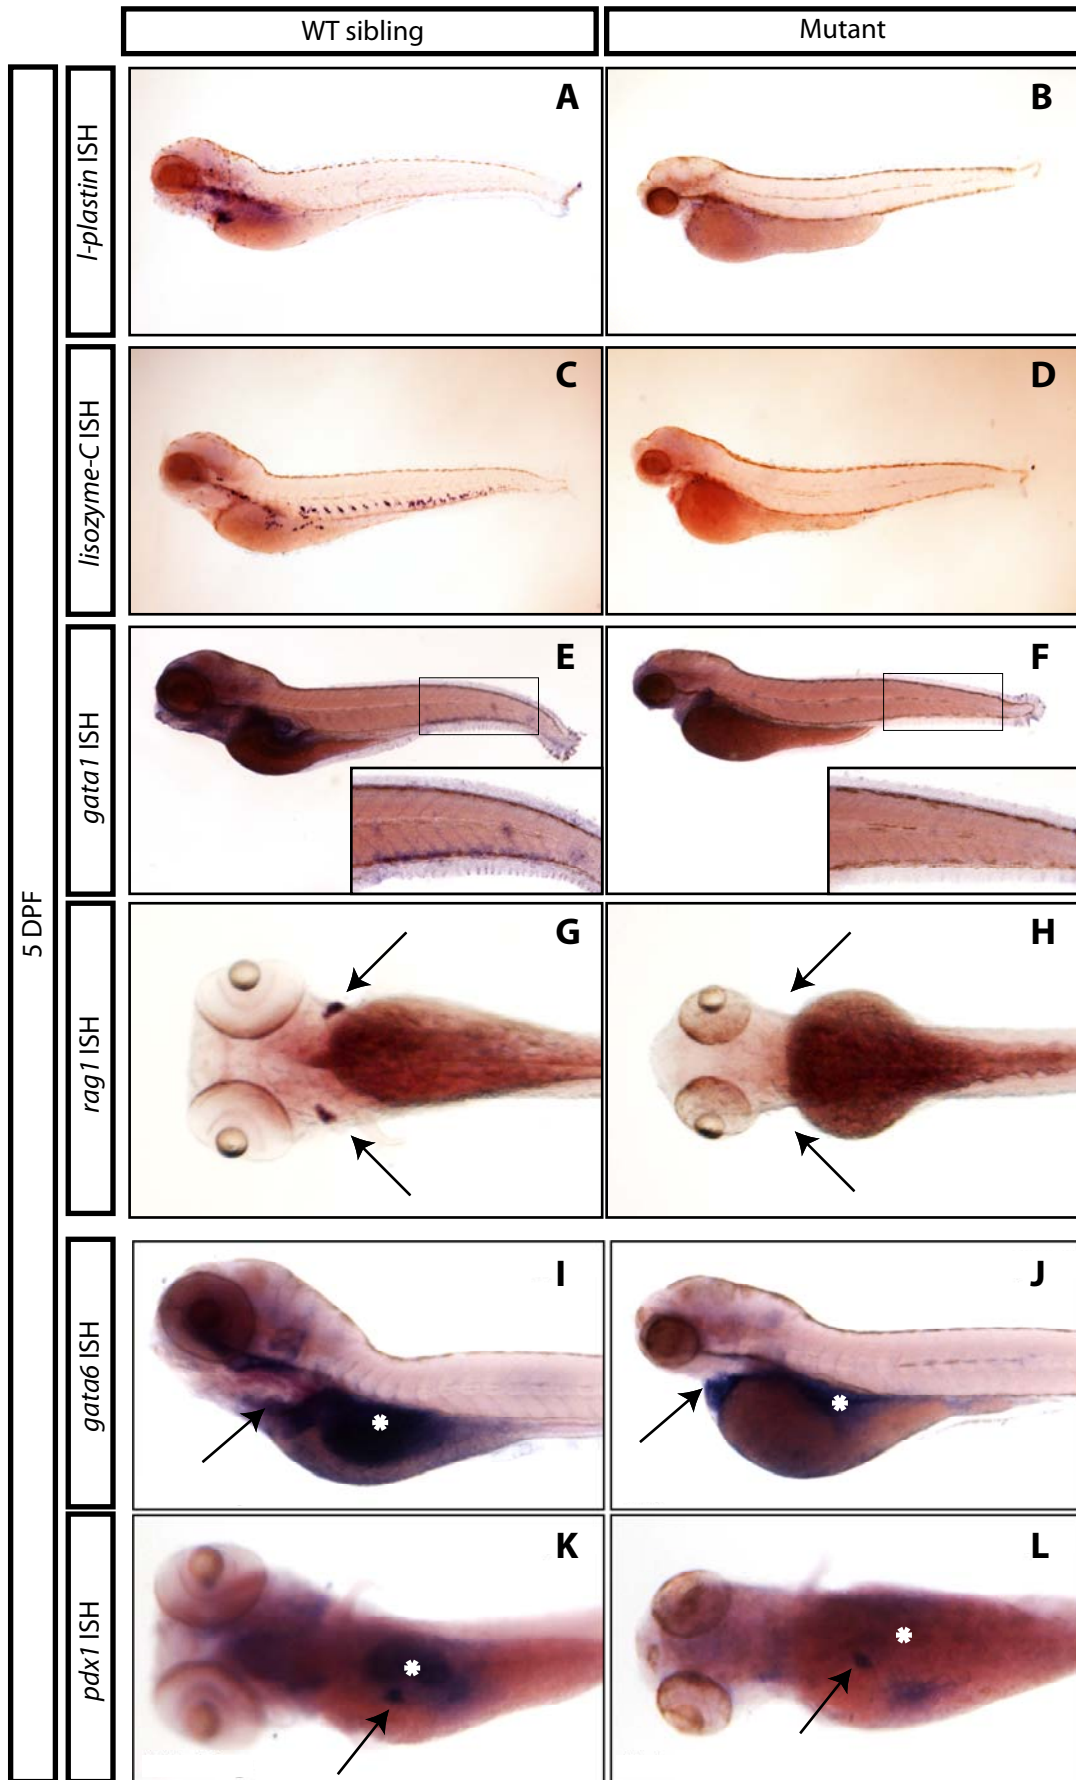 WT sibling
Mutant
5 DPF
l-plastin ISH
A
B
lisozyme-C ISH
C
D
gata1 ISH
E
F
rag1 ISH
G
H
gata6 ISH
I
J
pdx1 ISH
K
L